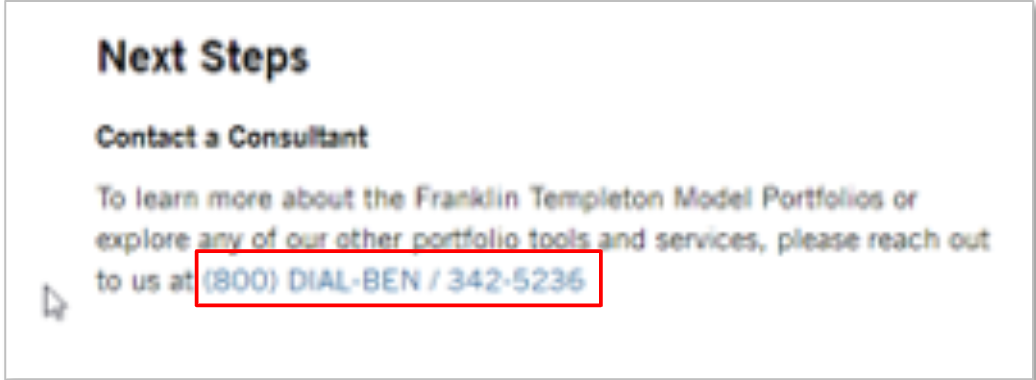 Next Steps
Contact a Consultant
To learn more about the Franklin Templeton Model Portfolios or
explore any of our other portfolio tools and services, please reach out
to us at (800) DIAL-BEN / 342-5236